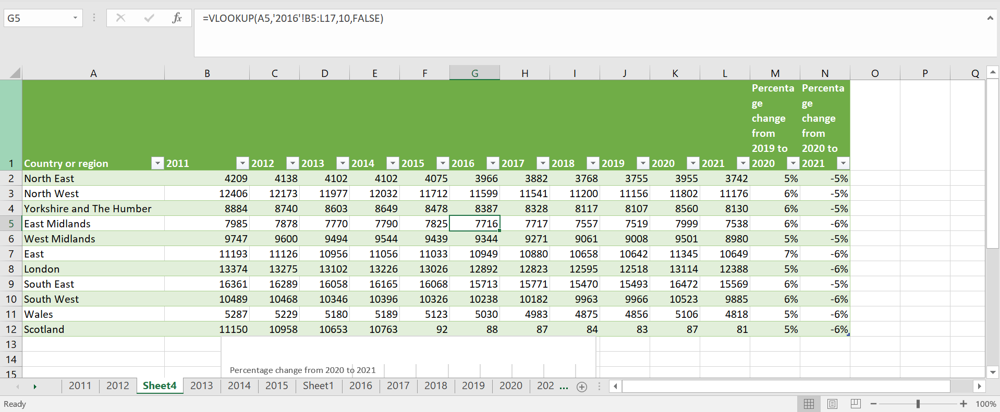 G5 fx =VLOOKUP(A5,'2016'!B5:L17,10,FALSE)
A B C D E F G H I J K L M N O P Q
Percenta Percenta
ge ge
change change
from from
2019 to 2020 to
1 Country or region 2011 2012 2013 2014 2015 2016 2017 2018 2019 2020 2021 2020 2021
2 North East 4209 4138 4102 4102 4075 3966 3882 3768 3755 3955 3742 5% -5%
3 North West 12406 12173 11977 12032 11712 11599 11541 11200 11156 11802 11176 6% -5%
4 Yorkshire and The Humber 8884 8740 8603 8649 8478 8387 8328 8117 8107 8560 8130 6% -5%
5 East Midlands 7985 7878 7770 7790 7825 7716 7717 7557 7519 7999 7538 6% -6%
6 West Midlands 9747 9600 9494 9544 9439 9344 9271 9061 9008 9501 8980 5% -5%
7 East 11193 11126 10956 11056 11033 10949 10880 10658 10642 11345 10649 7% -6%
8 London 13374 13275 13102 13226 13026 12892 12823 12595 12518 13114 12388 5% -6%
9 South East 16361 16289 16058 16165 16068 15713 15771 15470 15493 16472 15569 6% -5%
10 South West 10489 10468 10346 10396 10326 10238 10182 9963 9966 10523 9885 6% -6%
11 Wales 5287 5229 5180 5189 5123 5030 4983 4875 4856 5106 4818 5% -6%
12 Scotland 11150 10958 10653 10763 92 88 87 84 83 87 81 5% -6%
13
14
15 Percentage change from 2020 to 2021
2011 2012 Sheet4 2013 2014 2015 Sheet1 2016 2017 2018 2019 2020 202 ...
Ready 100%